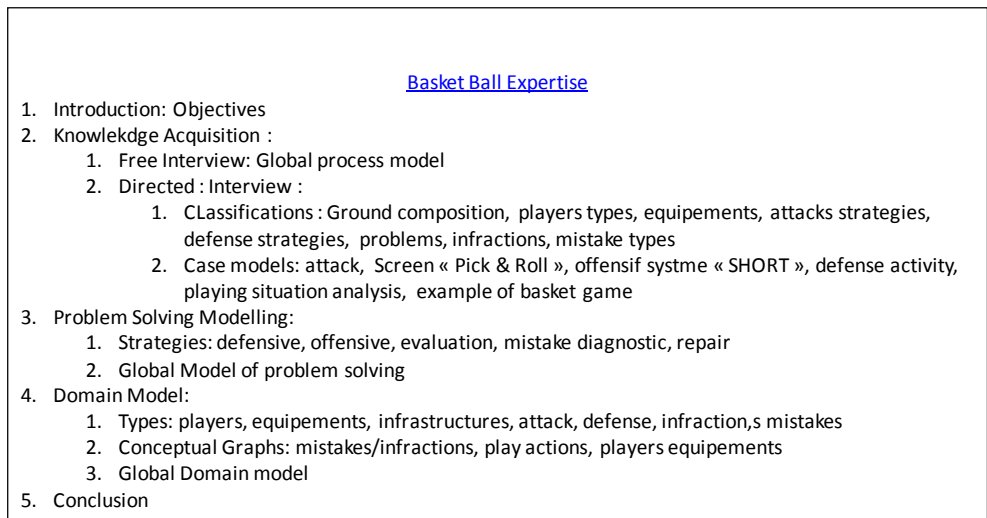 Basket Ball Expertise
1. Introduction: Objectives
2. Knowlekdge Acquisition :
1. Free Interview: Global process model
2. Directed : Interview :
1. CLassifications : Ground composition, players types, equipements, attacks strategies,
defense strategies, problems, infractions, mistake types
2. Case models: attack, Screen « Pick & Roll », offensif systme « SHORT », defense activity,
playing situation analysis, example of basket game
3. Problem Solving Modelling:
1. Strategies: defensive, offensive, evaluation, mistake diagnostic, repair
2. Global Model of problem solving
4. Domain Model:
1. Types: players, equipements, infrastructures, attack, defense, infraction,s mistakes
2. Conceptual Graphs: mistakes/infractions, play actions, players equipements
3. Global Domain model
5. Conclusion